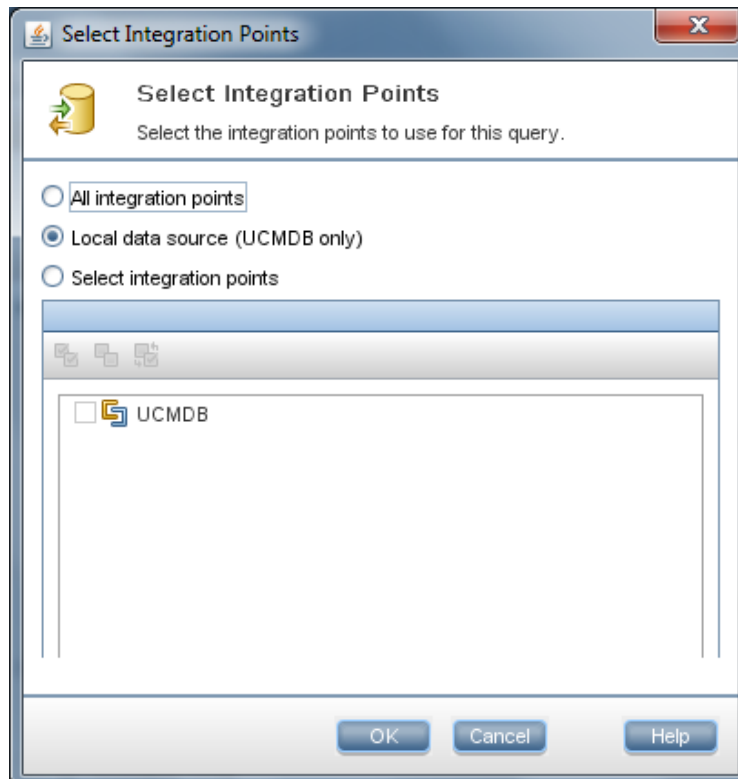 Select Integration Points
Select Integration Points
Select the integration points to use for this query.
All integration points
Local data source (UCMDB only)
Select integration points
UCMDB
OK Cancel Help